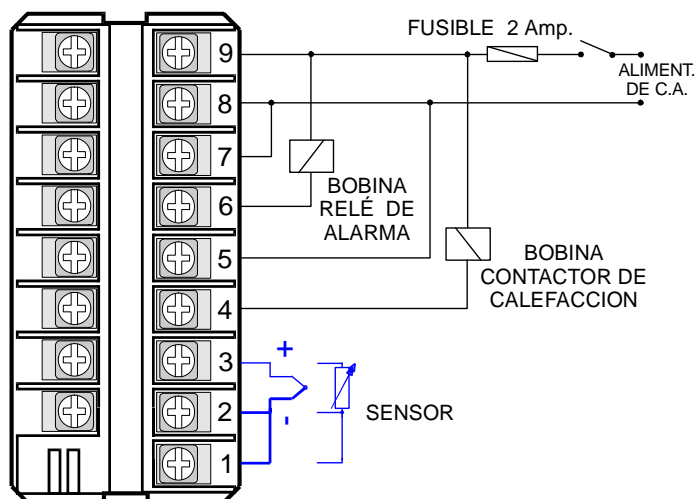 FUSIBLE 2 Amp.
9
ALIMENT.
DE C.A.
8
7
BOBINA
RELÉ DE
ALARMA
6
5
BOBINA
CONTACTOR DE
CALEFACCION
4
3
+
2
-
SENSOR
1